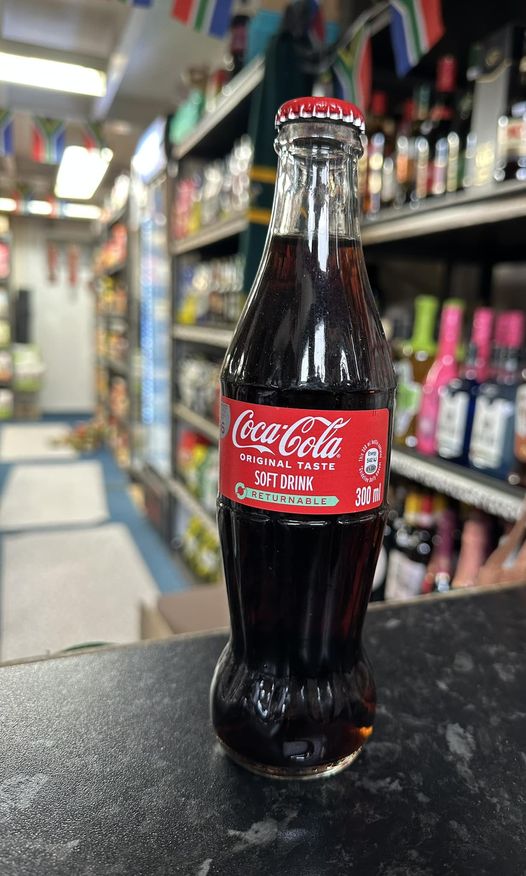 Coca-Cola
ORIGINAL TASTE
SOFT DRINK
RETURNABLE
300 ml